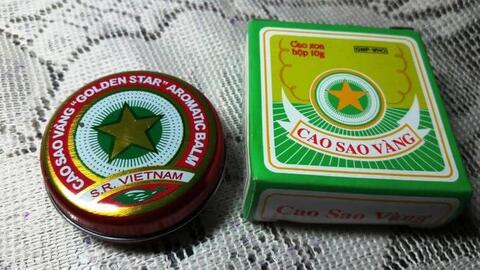 CAO SAO VÀNG "GOLDEN STAR" AROMATIC BALM
S.R. VIETNAM
Cao xoa
hộp 10g
GMP-WHO
CAO SAO VÀNG
Cao Sao Vàng